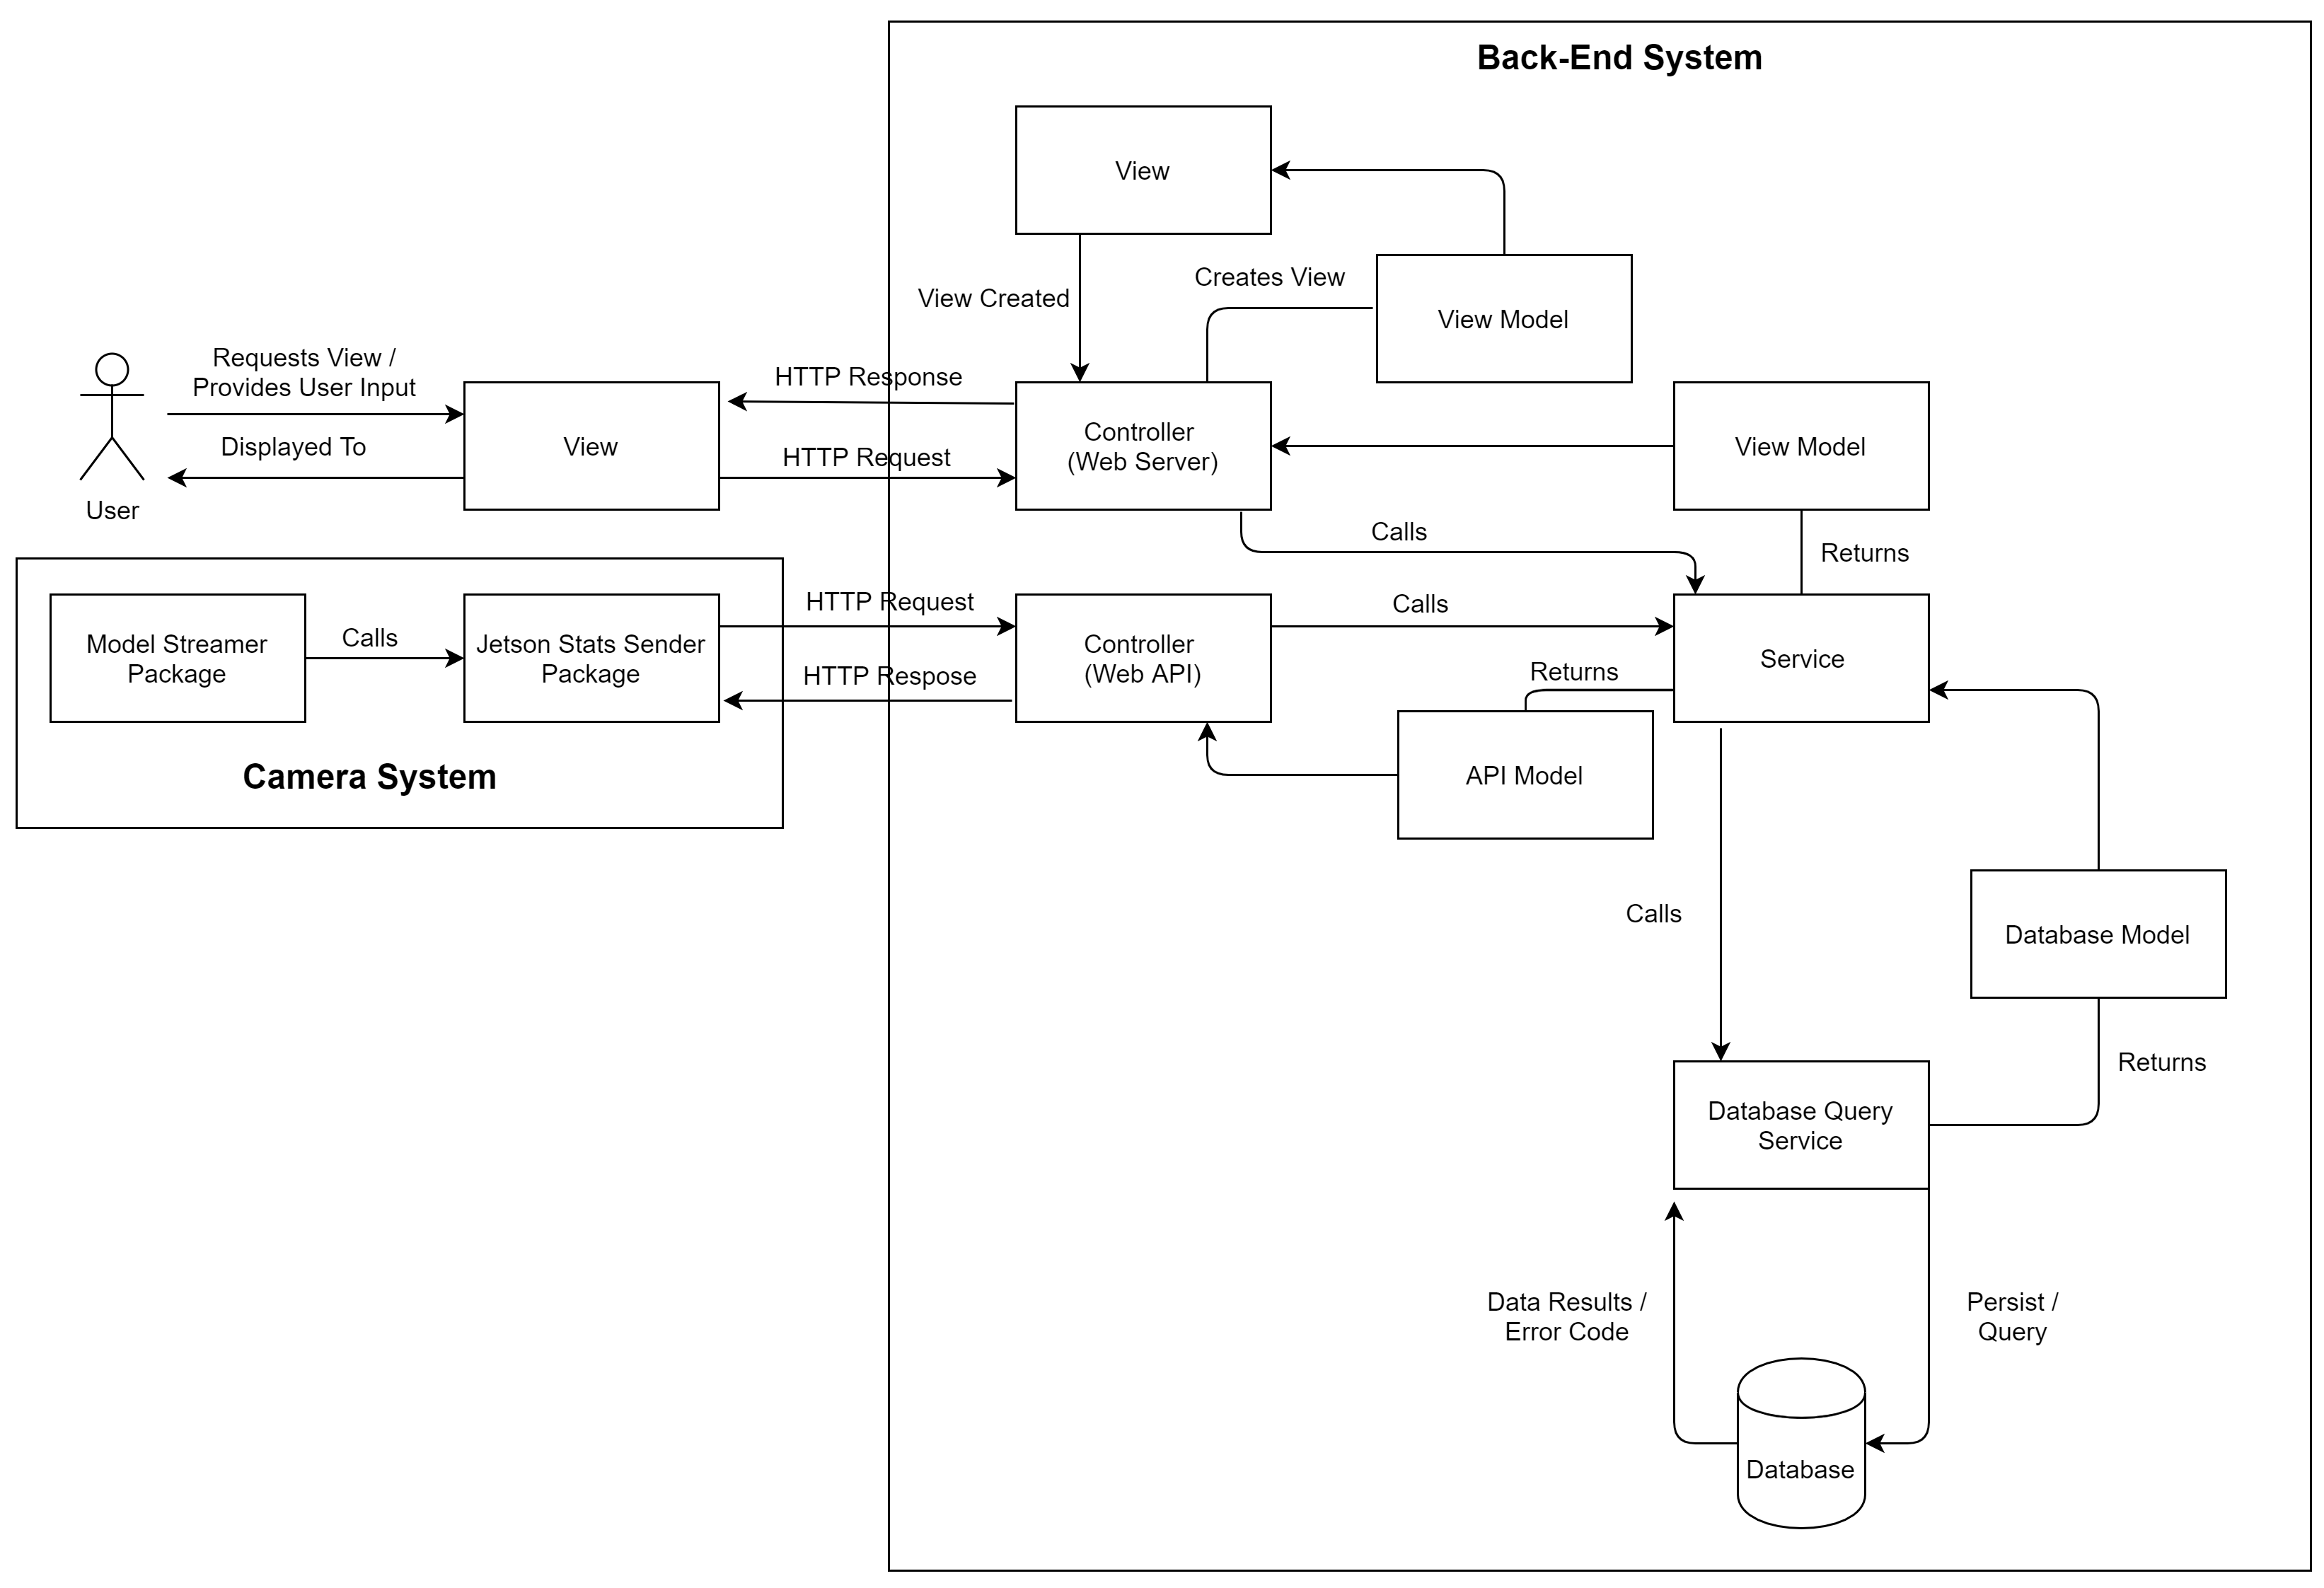 Back-End System
View
Creates View
View Created
View Model
Requests View /
Provides User Input
HTTP Response
Displayed To
View
HTTP Request
Controller
(Web Server)
View Model
User
Calls
Returns
Model Streamer
Package
Calls
Jetson Stats Sender
Package
HTTP Request
HTTP Respose
Controller
(Web API)
Calls
Returns
Service
Camera System
API Model
Calls
Database Model
Returns
Database Query
Service
Data Results /
Error Code
Persist /
Query
Database